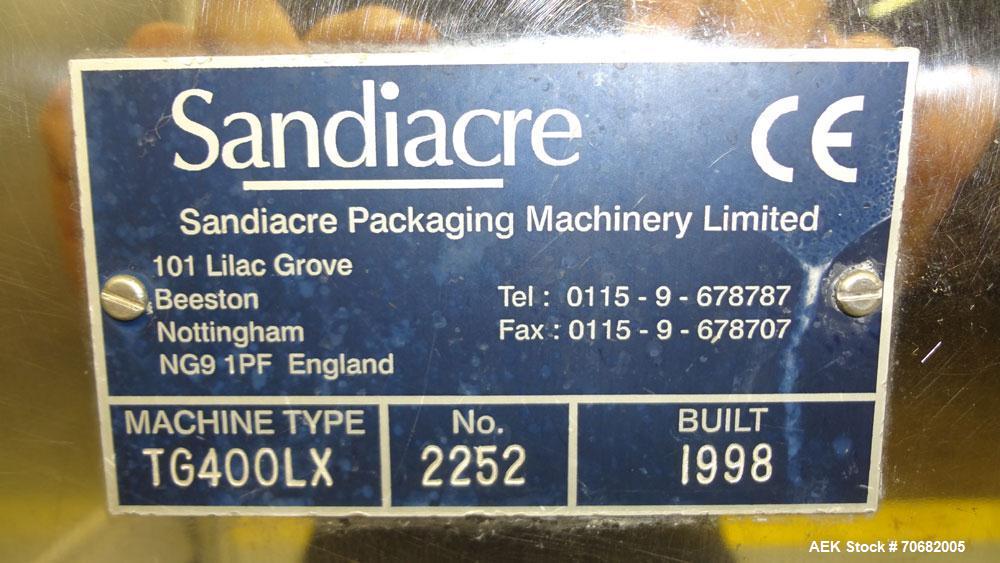 Sandiacre
CE
Sandiacre Packaging Machinery Limited
101 Lilac Grove
Beeston
Nottingham
NG9 1PF England
Tel : 0115 - 9 - 678787
Fax : 0115 - 9 - 678707
MACHINE TYPE
TG400LX
No.
2252
BUILT
1998
AEK Stock # 70682005